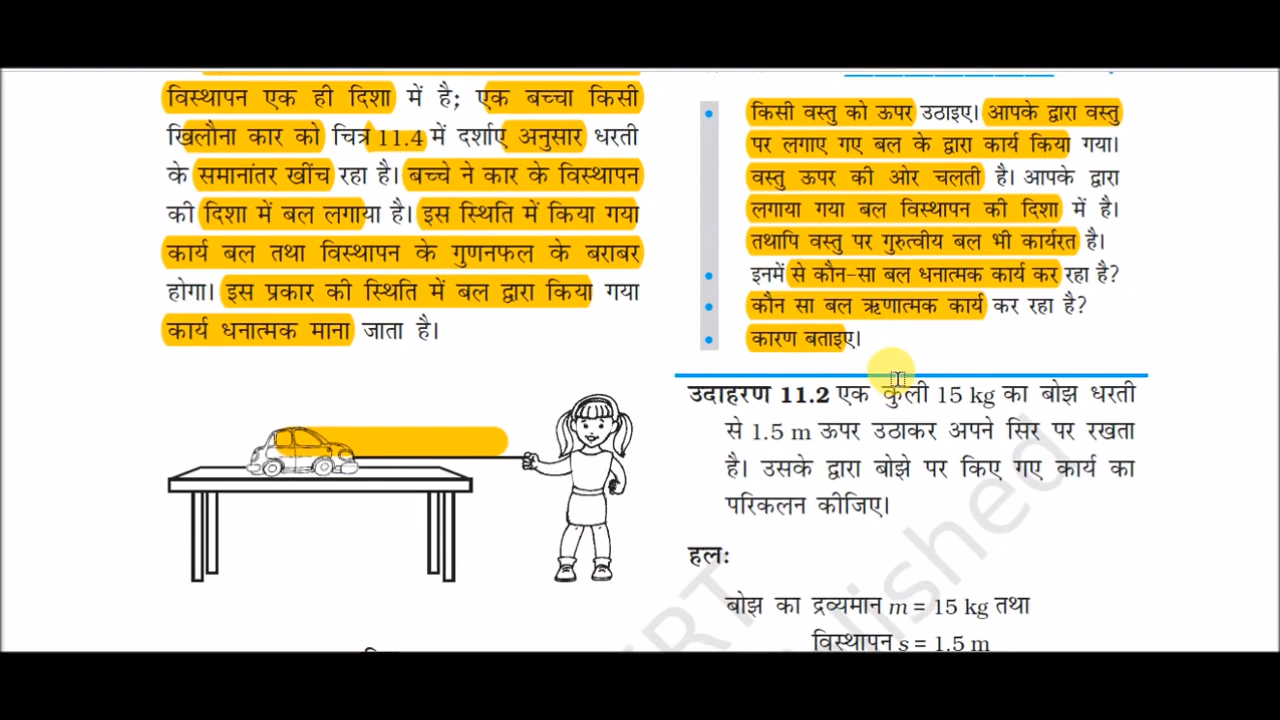 विस्थापन एक ही दिशा में है; एक बच्चा किसी
खिलौना कार को चित्र 11.4 में दर्शाए अनुसार धरती
के समानांतर खींच रहा है। बच्चे ने कार के विस्थापन
की दिशा में बल लगाया है। इस स्थिति में किया गया
कार्य बल तथा विस्थापन के गुणनफल के बराबर
होगा। इस प्रकार की स्थिति में बल द्वारा किया गया
कार्य धनात्मक माना जाता है।
• किसी वस्तु को ऊपर उठाइए। आपके द्वारा वस्तु
पर लगाए गए बल के द्वारा कार्य किया गया।
वस्तु ऊपर की ओर चलती है। आपके द्वारा
लगाया गया बल विस्थापन की दिशा में है।
तथापि वस्तु पर गुरुत्वीय बल भी कार्यरत है।
• इनमें से कौन-सा बल धनात्मक कार्य कर रहा है?
• कौन सा बल ऋणात्मक कार्य कर रहा है?
• कारण बताइए।
उदाहरण 11.2 एक कुली 15 kg का बोझ धरती
से 1.5 m ऊपर उठाकर अपने सिर पर रखता
है। उसके द्वारा बोझे पर किए गए कार्य का
परिकलन कीजिए।
हलः
बोझ का द्रव्यमान m = 15 kg तथा
विस्थापन s = 1.5 m